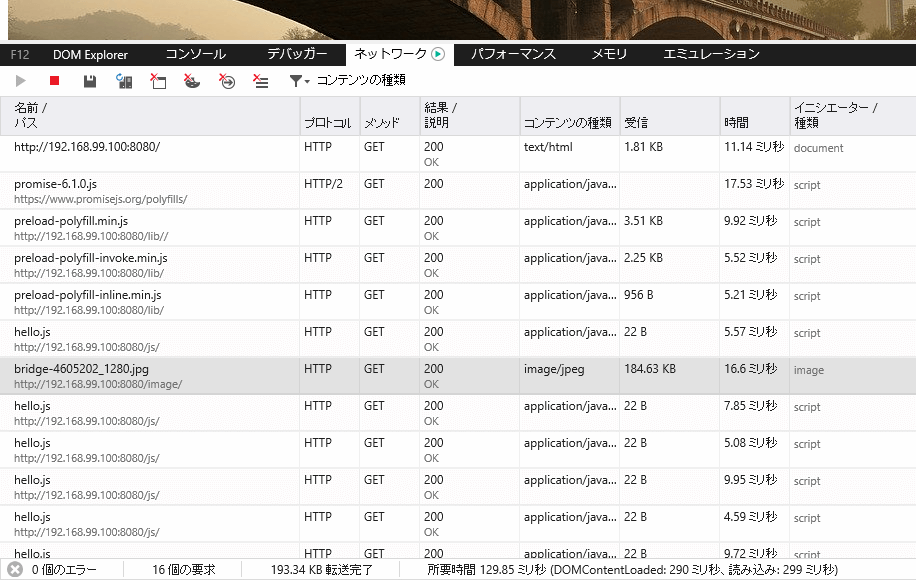 F12 DOM Explorer コンソール デバッガー ネットワーク パフォーマンス メモリ エミュレーション
コンテンツの種類
名前 / パス プロトコル メソッド 結果 / 説明 コンテンツの種類 受信 時間 イニシエーター / 種類
http://192.168.99.100:8080/ HTTP GET 200 text/html 1.81 KB 11.14 ミリ秒 document
OK
promise-6.1.0.js HTTP/2 GET 200 application/java... 17.53 ミリ秒 script
https://www.promisejs.org/polyfills/
preload-polyfill.min.js HTTP GET 200 application/java... 3.51 KB 9.92 ミリ秒 script
http://192.168.99.100:8080/lib// OK
preload-polyfill-invoke.min.js HTTP GET 200 application/java... 2.25 KB 5.52 ミリ秒 script
http://192.168.99.100:8080/lib/ OK
preload-polyfill-inline.min.js HTTP GET 200 application/java... 956 B 5.21 ミリ秒 script
http://192.168.99.100:8080/lib/ OK
hello.js HTTP GET 200 application/java... 22 B 5.57 ミリ秒 script
http://192.168.99.100:8080/js/ OK
bridge-4605202_1280.jpg HTTP GET 200 image/jpeg 184.63 KB 16.6 ミリ秒 image
http://192.168.99.100:8080/image/ OK
hello.js HTTP GET 200 application/java... 22 B 7.85 ミリ秒 script
http://192.168.99.100:8080/js/ OK
hello.js HTTP GET 200 application/java... 22 B 5.08 ミリ秒 script
http://192.168.99.100:8080/js/ OK
hello.js HTTP GET 200 application/java... 22 B 9.95 ミリ秒 script
http://192.168.99.100:8080/js/ OK
hello.js HTTP GET 200 application/java... 22 B 4.59 ミリ秒 script
http://192.168.99.100:8080/js/ OK
hello.js HTTP GET 200 application/java... 22 B 9.72 ミリ秒 script
0 個のエラー 16 個の要求 193.34 KB 転送完了 所要時間 129.85 ミリ秒 (DOMContentLoaded: 290 ミリ秒、読み込み: 299 ミリ秒)